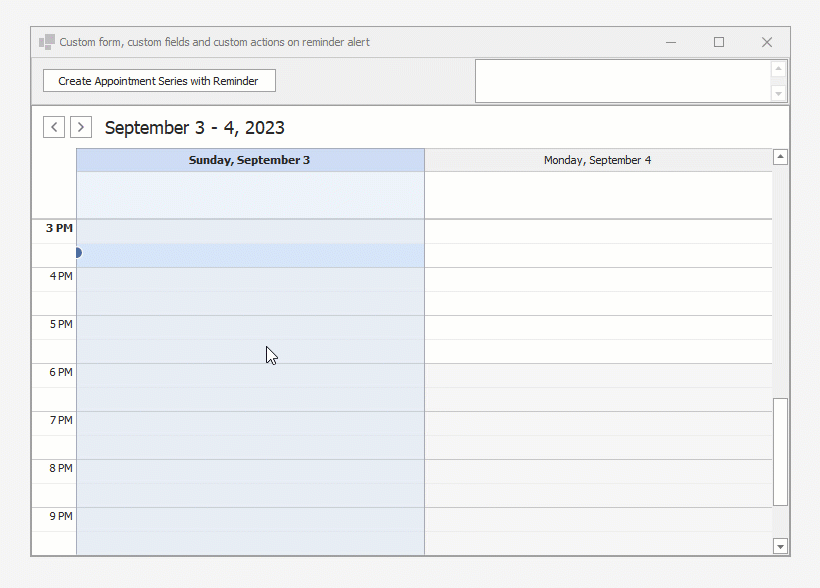 Custom form, custom fields and custom actions on reminder alert
Create Appointment Series with Reminder
September 3 - 4, 2023
Sunday, September 3
Monday, September 4
3 PM
4 PM
5 PM
6 PM
7 PM
8 PM
9 PM